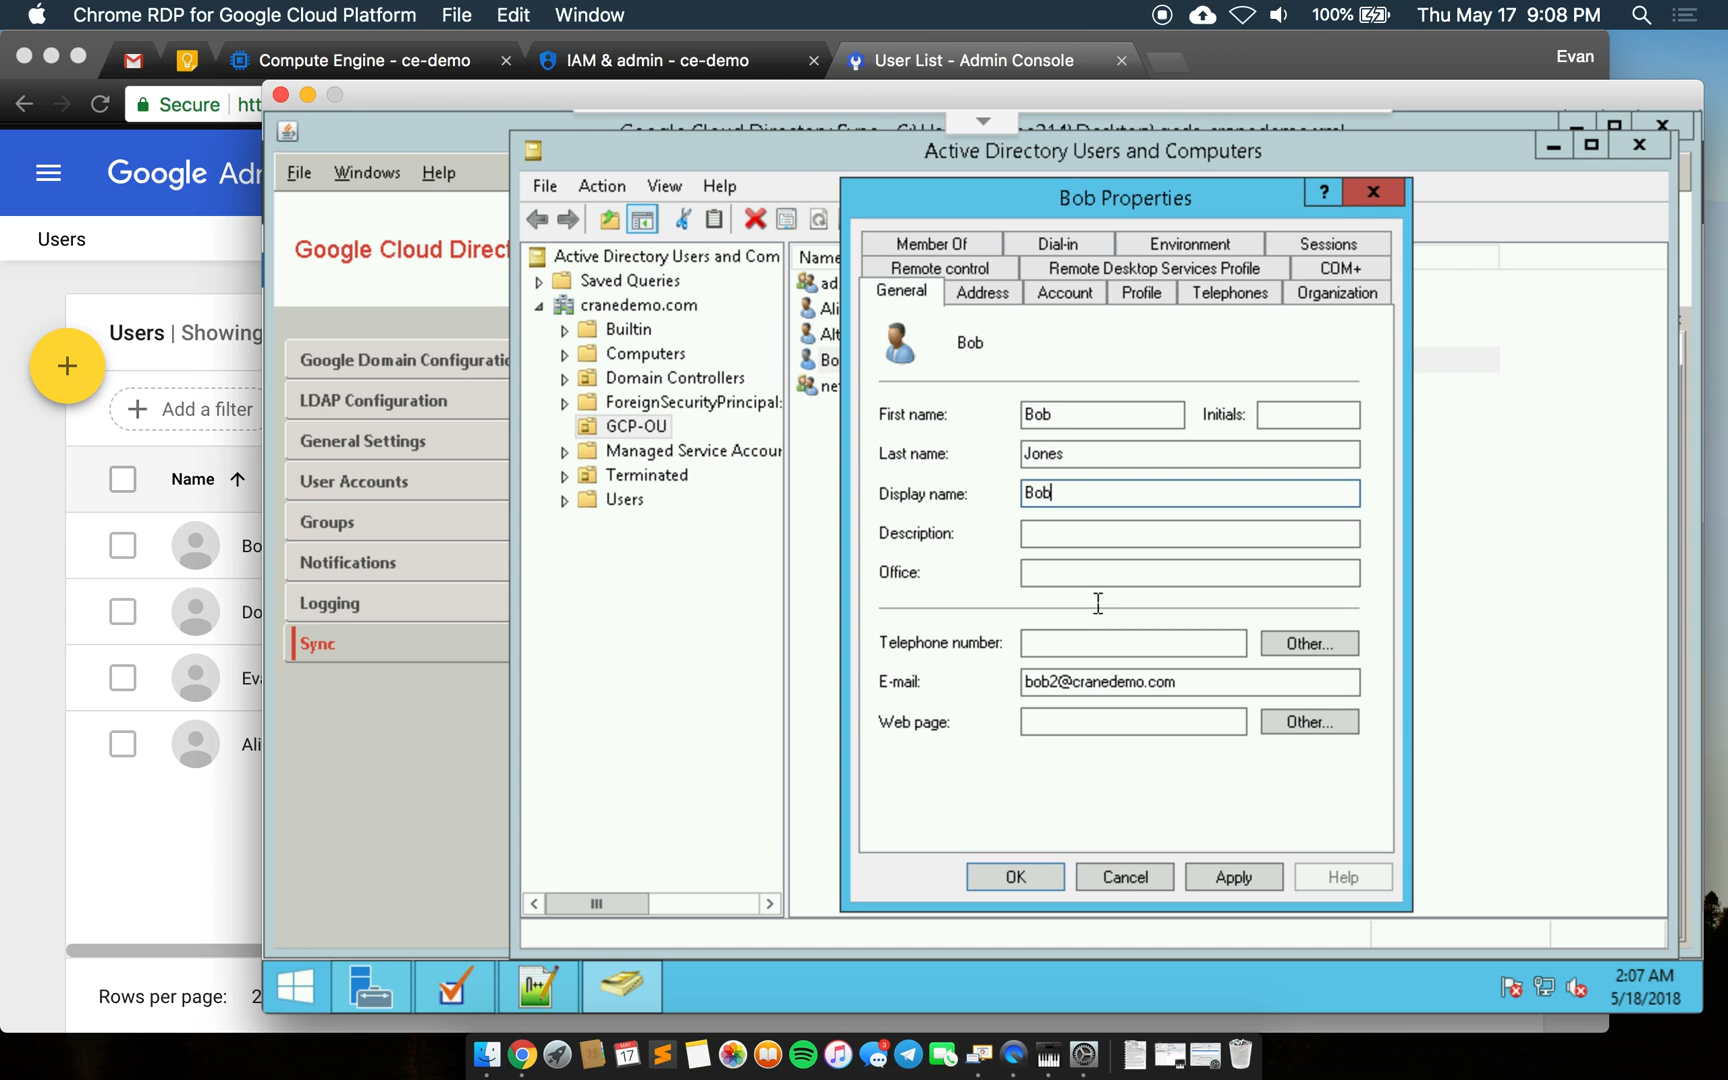 Chrome RDP for Google Cloud Platform File Edit Window 100% Thu May 17 9:08 PM
Compute Engine - ce-demo × IAM & admin - ce-demo × User List - Admin Console × Evan
Secure htt
Google Adr
Users
Users | Showing
+
+ Add a filter
Name
Bo
Do
Eva
Ali
Rows per page: 2
File Windows Help
Google Cloud Direct
Google Domain Configuratio
LDAP Configuration
General Settings
User Accounts
Groups
Notifications
Logging
Sync
Active Directory Users and Computers
File Action View Help
Active Directory Users and Com
Saved Queries
cranedemo.com
Builtin
Computers
Domain Controllers
ForeignSecurityPrincipal:
GCP-OU
Managed Service Accour
Terminated
Users
Name
ad
Ali
Alt
Bo
ne
Bob Properties
?
X
Member Of Dial-in Environment Sessions
Remote control Remote Desktop Services Profile COM+
General Address Account Profile Telephones Organization
Bob
First name: Bob Initials:
Last name: Jones
Display name: Bob
Description:
Office:
Telephone number: Other...
E-mail: bob2@cranedemo.com
Web page: Other...
OK Cancel Apply Help
2:07 AM
5/18/2018
MAY
17
3